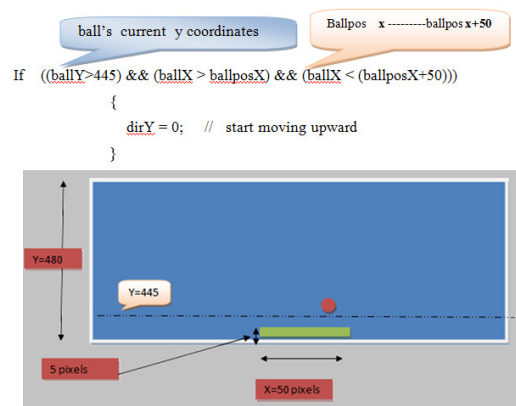 ball's current y coordinates
Ballpos x ---------ballpos x+50
If ((ballY>445) && (ballX > ballposX) && (ballX < (ballposX+50)))
{
dirY = 0; // start moving upward
}
Y=480
Y=445
5 pixels
X=50 pixels